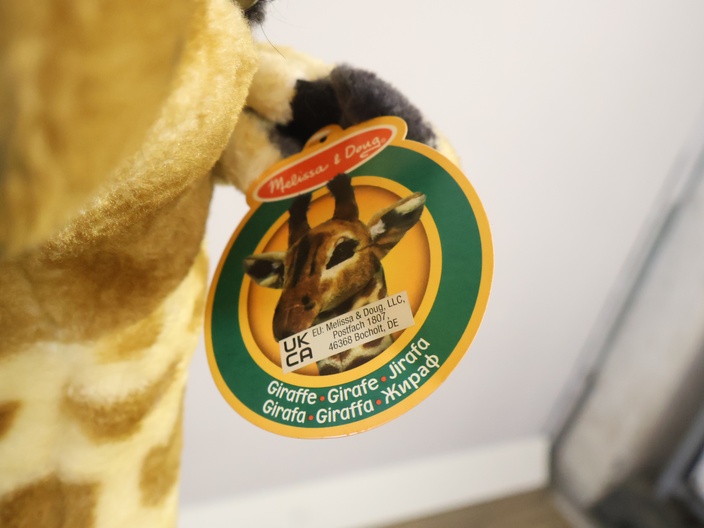 Melissa & Doug®
UK
CA
EU: Melissa & Doug, LLC,
Postfach 1807,
46368 Bocholt, DE
Giraffe • Girafe • Jirafa
Girafa • Giraffa • Жираф